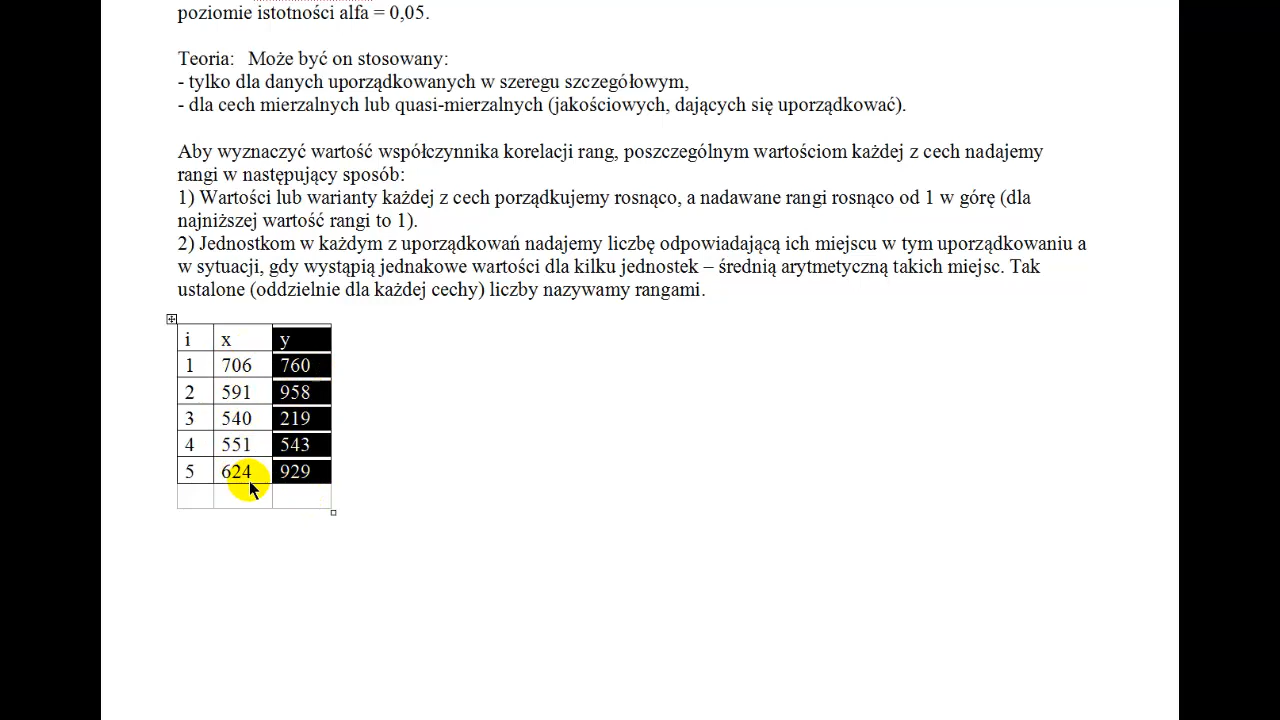 poziomie istotności alfa = 0,05.
Teoria: Może być on stosowany:
- tylko dla danych uporządkowanych w szeregu szczegółowym,
- dla cech mierzalnych lub quasi-mierzalnych (jakościowych, dających się uporządkować).
Aby wyznaczyć wartość współczynnika korelacji rang, poszczególnym wartościom każdej z cech nadajemy
rangi w następujący sposób:
1) Wartości lub warianty każdej z cech porządkujemy rosnąco, a nadawane rangi rosnąco od 1 w górę (dla
najniższej wartość rangi to 1).
2) Jednostkom w każdym z uporządkowań nadajemy liczbę odpowiadającą ich miejscu w tym uporządkowaniu a
w sytuacji, gdy wystąpią jednakowe wartości dla kilku jednostek – średnią arytmetyczną takich miejsc. Tak
ustalone (oddzielnie dla każdej cechy) liczby nazywamy rangami.
i x y
1 706 760
2 591 958
3 540 219
4 551 543
5 624 929